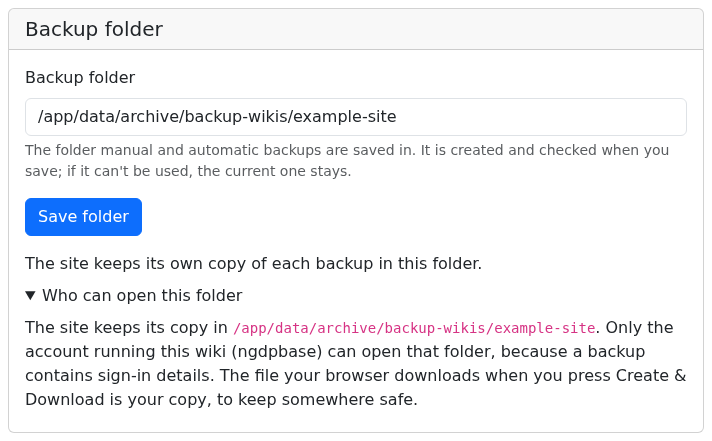 Backup folder
Backup folder
/app/data/archive/backup-wikis/example-site
The folder manual and automatic backups are saved in. It is created and checked when you
save; if it can't be used, the current one stays.
Save folder
The site keeps its own copy of each backup in this folder.
▼ Who can open this folder
The site keeps its copy in /app/data/archive/backup-wikis/example-site. Only the
account running this wiki (ngdpbase) can open that folder, because a backup
contains sign-in details. The file your browser downloads when you press Create &
Download is your copy, to keep somewhere safe.